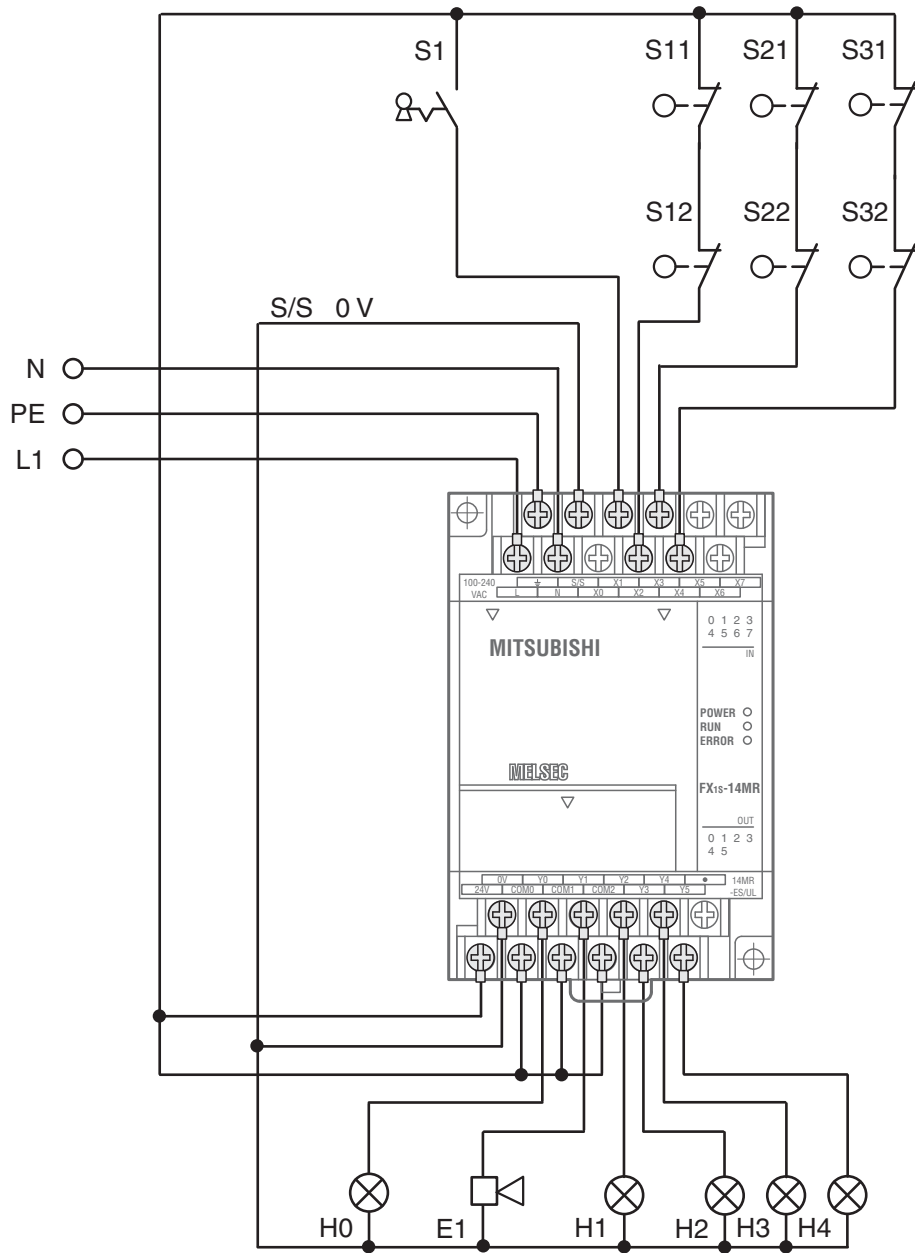 S1 S11 S21 S31
S12 S22 S32
S/S 0 V
N
PE
L1
100-240 ⏚ S/S X1 X3 X5 X7
VAC L N X0 X2 X4 X6
0 1 2 3
4 5 6 7
IN
MITSUBISHI
POWER
RUN
ERROR
MELSEC
FX1S-14MR
OUT
0 1 2 3
4 5
0V Y0 Y1 Y2 Y4 • 14MR
24V COM0 COM1 COM2 Y3 Y5 -ES/UL
H0 E1 H1 H2 H3 H4